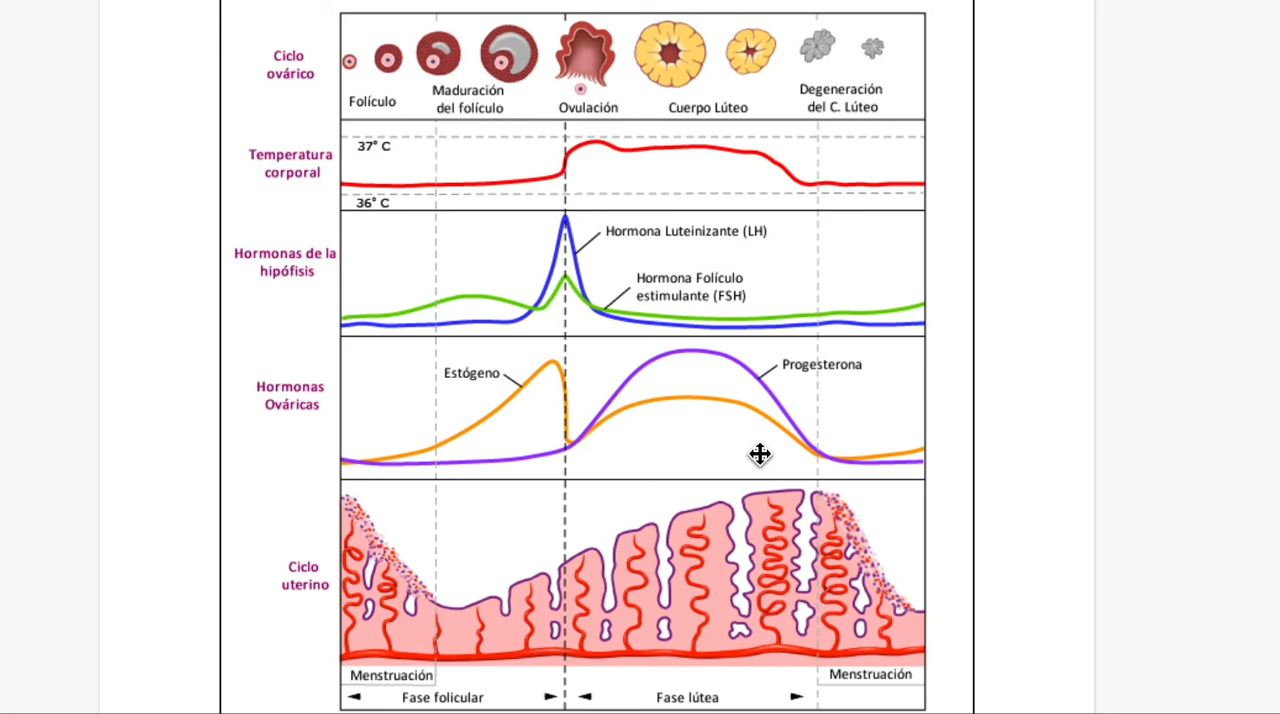 Ciclo
ovárico
Folículo
Maduración
del folículo
Ovulación
Cuerpo Lúteo
Degeneración
del C. Lúteo
Temperatura
corporal
37° C
36° C
Hormonas de la
hipófisis
Hormona Luteinizante (LH)
Hormona Folículo
estimulante (FSH)
Hormonas
Ováricas
Estógeno
Progesterona
Ciclo
uterino
Menstruación
Menstruación
Fase folicular
Fase lútea